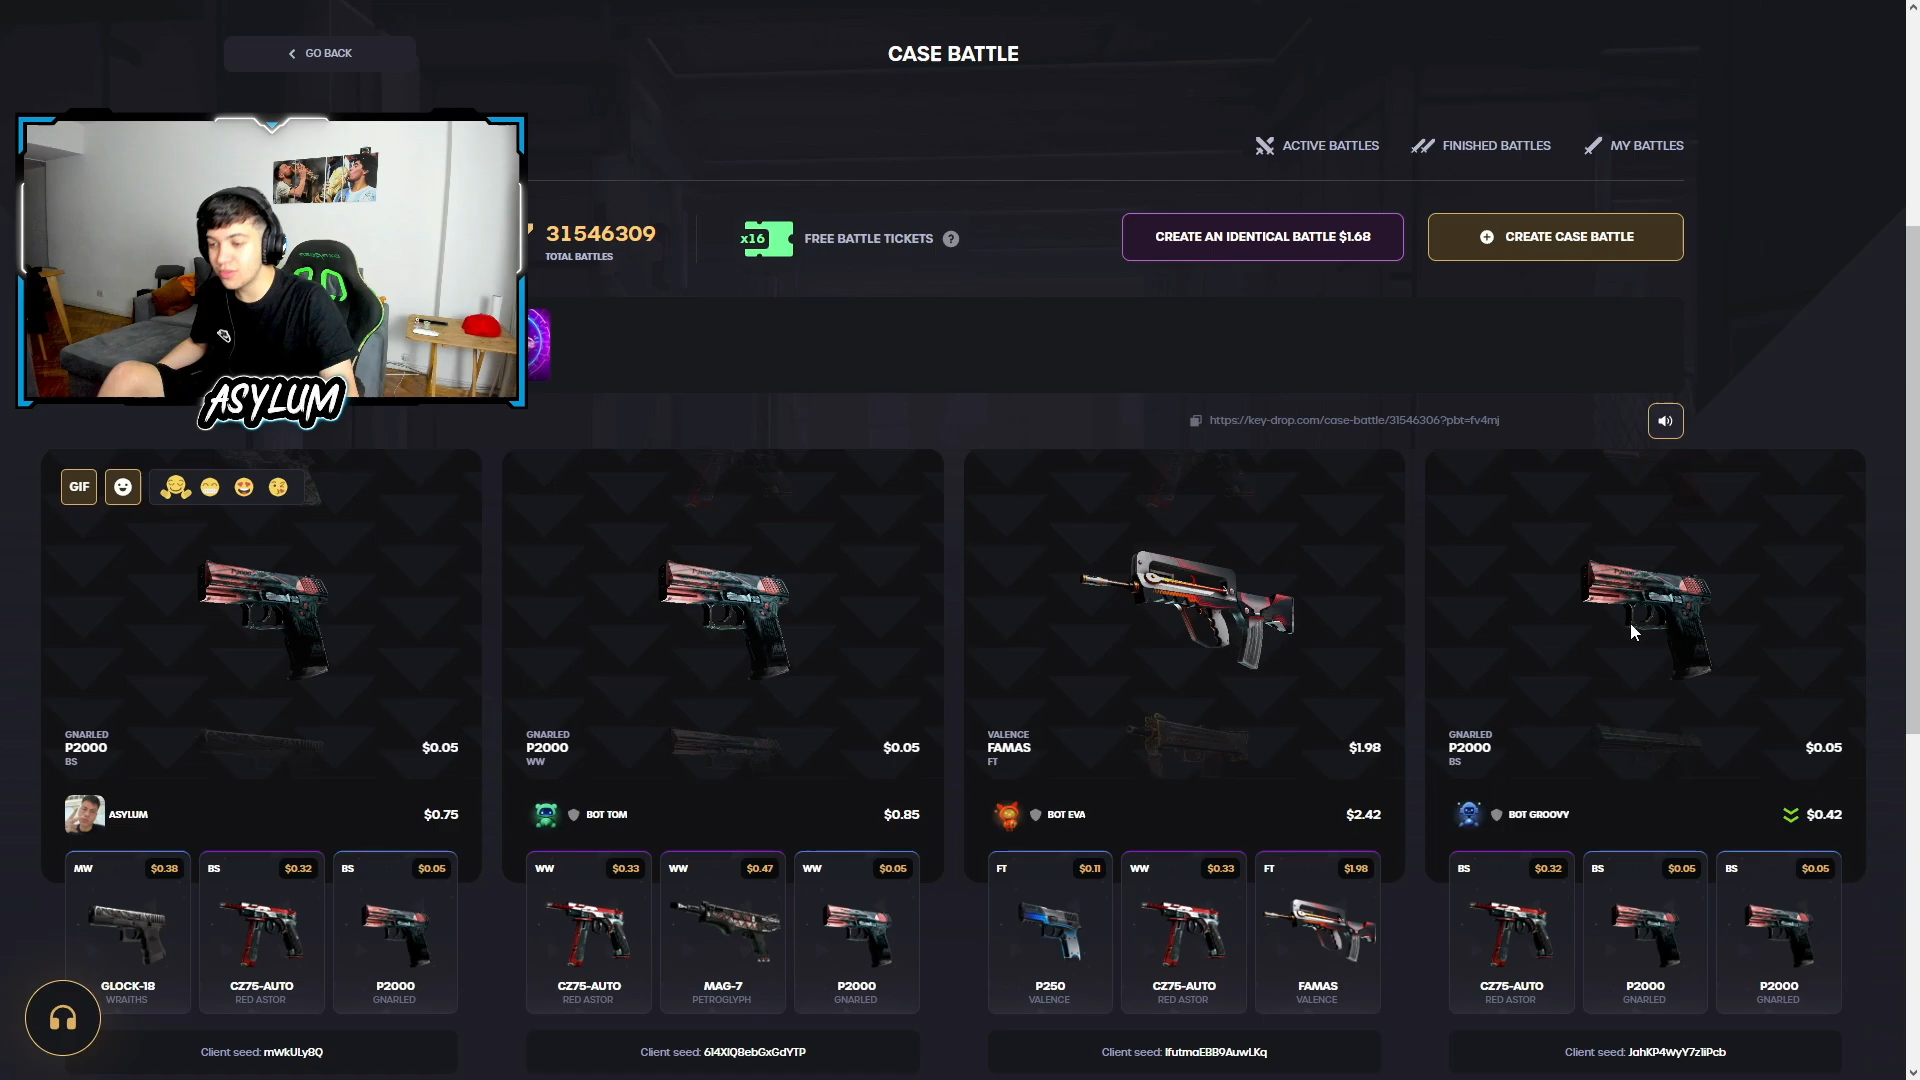 GO BACK
CASE BATTLE
ACTIVE BATTLES
FINISHED BATTLES
MY BATTLES
31546309
TOTAL BATTLES
x16
FREE BATTLE TICKETS ?
CREATE AN IDENTICAL BATTLE $1.68
CREATE CASE BATTLE
ASYLUM
https://key-drop.com/case-battle/31546306?pbt=fv4mj
GIF
GNARLED
P2000
BS
$0.05
GNARLED
P2000
WW
$0.05
VALENCE
FAMAS
FT
$1.98
GNARLED
P2000
BS
$0.05
ASYLUM $0.75
BOT TOM $0.85
BOT EVA $2.42
BOT GROOVY $0.42
MW $0.38
GLOCK-18
WRAITHS
BS $0.32
CZ75-AUTO
RED ASTOR
BS $0.05
P2000
GNARLED
WW $0.33
CZ75-AUTO
RED ASTOR
WW $0.47
MAG-7
PETROGLYPH
WW $0.05
P2000
GNARLED
FT $0.11
P250
VALENCE
WW $0.33
CZ75-AUTO
RED ASTOR
FT $1.98
FAMAS
VALENCE
BS $0.32
CZ75-AUTO
RED ASTOR
BS $0.05
P2000
GNARLED
BS $0.05
P2000
GNARLED
Client seed: mWkULy8Q
Client seed: 614XlQ8ebGxGdYTP
Client seed: lfutmaEBB9AuwLKq
Client seed: JahKP4WyY7z1iPcb